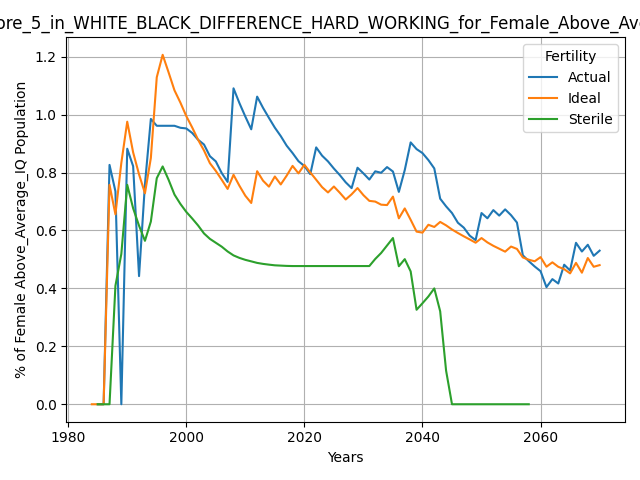 ore_5_in_WHITE_BLACK_DIFFERENCE_HARD_WORKING_for_Female_Above_Av
% of Female Above_Average_IQ Population
1.2
1.0
0.8
0.6
0.4
0.2
0.0
Fertility
Actual
Ideal
Sterile
1980
2000
2020
2040
2060
Years